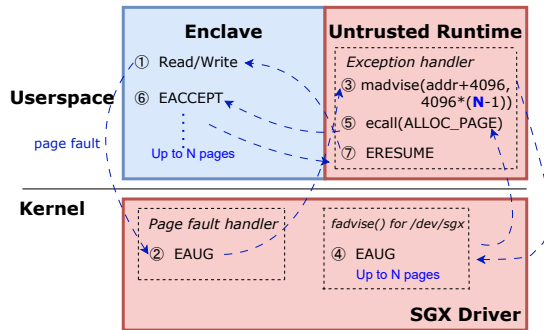 Enclave
Untrusted Runtime
Userspace
① Read/Write
⑥ EACCEPT
Up to N pages
page fault
Exception handler
③ madvise(addr+4096,
4096*(N-1))
⑤ ecall(ALLOC_PAGE)
⑦ ERESUME
Kernel
Page fault handler
② EAUG
fadvise() for /dev/sgx
④ EAUG
Up to N pages
SGX Driver